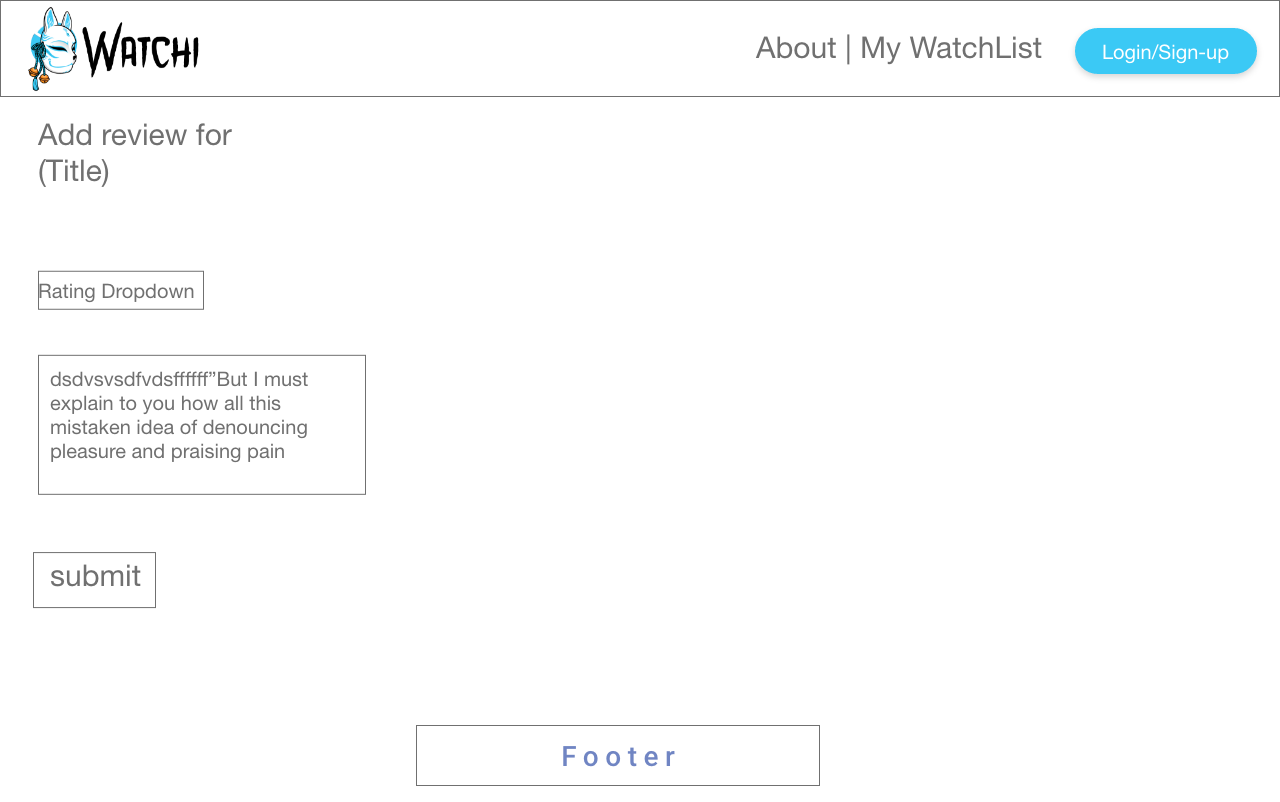 WATCHI
About | My WatchList
Login/Sign-up
Add review for
(Title)
Rating Dropdown
dsdvsvsdfvdsffffff”But I must
explain to you how all this
mistaken idea of denouncing
pleasure and praising pain
submit
Footer